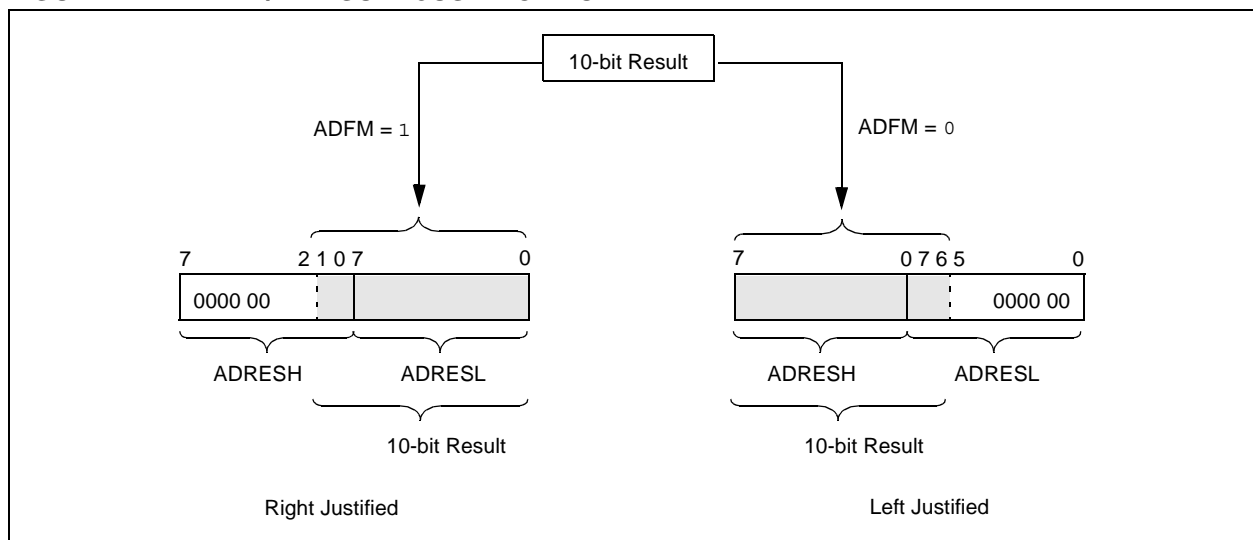 10-bit Result
ADFM = 1
ADFM = 0
7 2 1 0 7 0
7 0 7 6 5 0
0000 00
0000 00
ADRESH ADRESL
ADRESH ADRESL
10-bit Result
10-bit Result
Right Justified
Left Justified